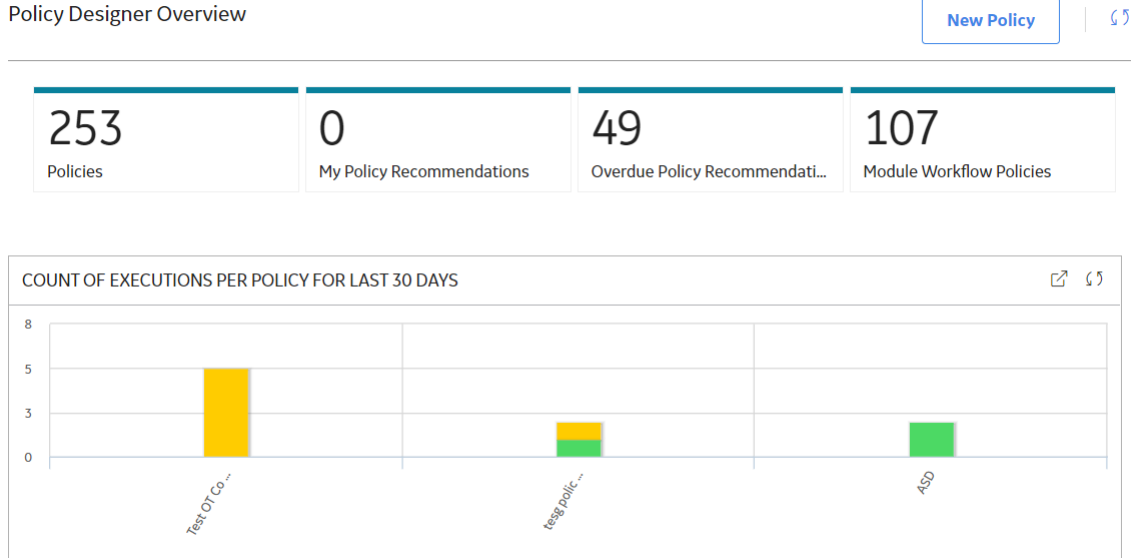 Policy Designer Overview
New Policy
253
Policies
0
My Policy Recommendations
49
Overdue Policy Recommendati...
107
Module Workflow Policies
COUNT OF EXECUTIONS PER POLICY FOR LAST 30 DAYS
8
5
3
0
Test OT Co ...
tesg polic ...
ASD